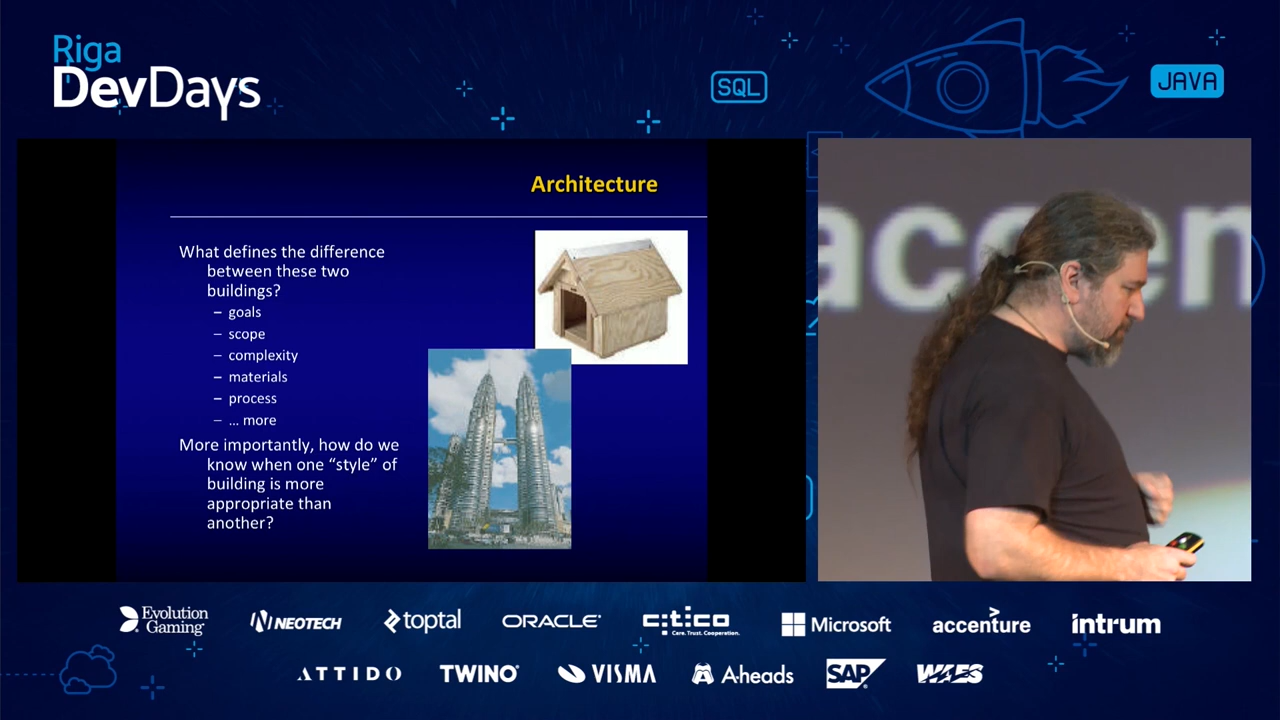 Riga
DevDays
SQL
JAVA
Architecture
What defines the difference
between these two
buildings?
– goals
– scope
– complexity
– materials
– process
– … more
More importantly, how do we
know when one “style” of
building is more
appropriate than
another?
accen
Evolution
Gaming
NEOTECH
toptal
ORACLE
c:t:co
Care. Trust. Cooperation.
Microsoft
accenture
intrum
ATTIDO
TWINO
VISMA
A-heads
SAP
WAES